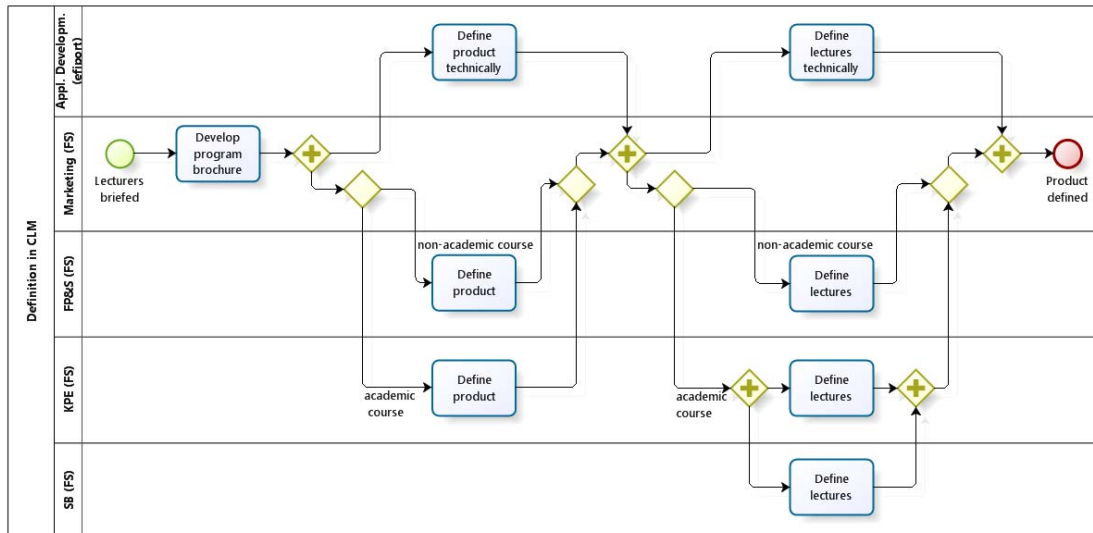 Definition in CLM
Appl. Developm.
(efiport)
Marketing (FS)
FP&S (FS)
KPE (FS)
SB (FS)
Define
product
technically
Define
lectures
technically
Lecturers
briefed
Develop
program
brochure
Product
defined
non-academic course
Define
product
non-academic course
Define
lectures
academic
course
Define
product
academic
course
Define
lectures
Define
lectures